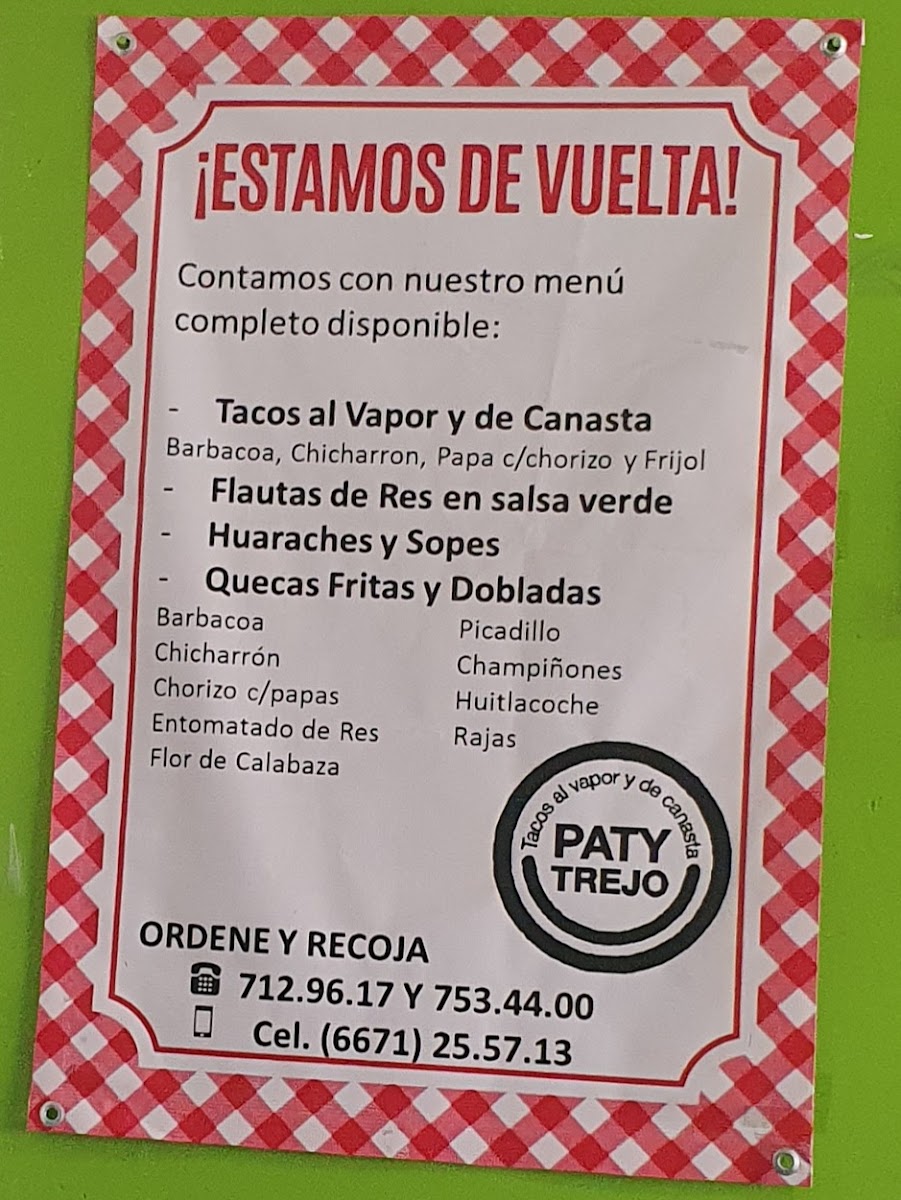 ¡ESTAMOS DE VUELTA!
Contamos con nuestro menú
completo disponible:
- Tacos al Vapor y de Canasta
Barbacoa, Chicharron, Papa c/chorizo y Frijol
- Flautas de Res en salsa verde
- Huaraches y Sopes
- Quecas Fritas y Dobladas
Barbacoa
Chicharrón
Chorizo c/papas
Entomatado de Res
Flor de Calabaza
Picadillo
Champiñones
Huitlacoche
Rajas
Tacos al vapor y de canasta
PATY
TREJO
ORDENE Y RECOJA
712.96.17 Y 753.44.00
Cel. (6671) 25.57.13